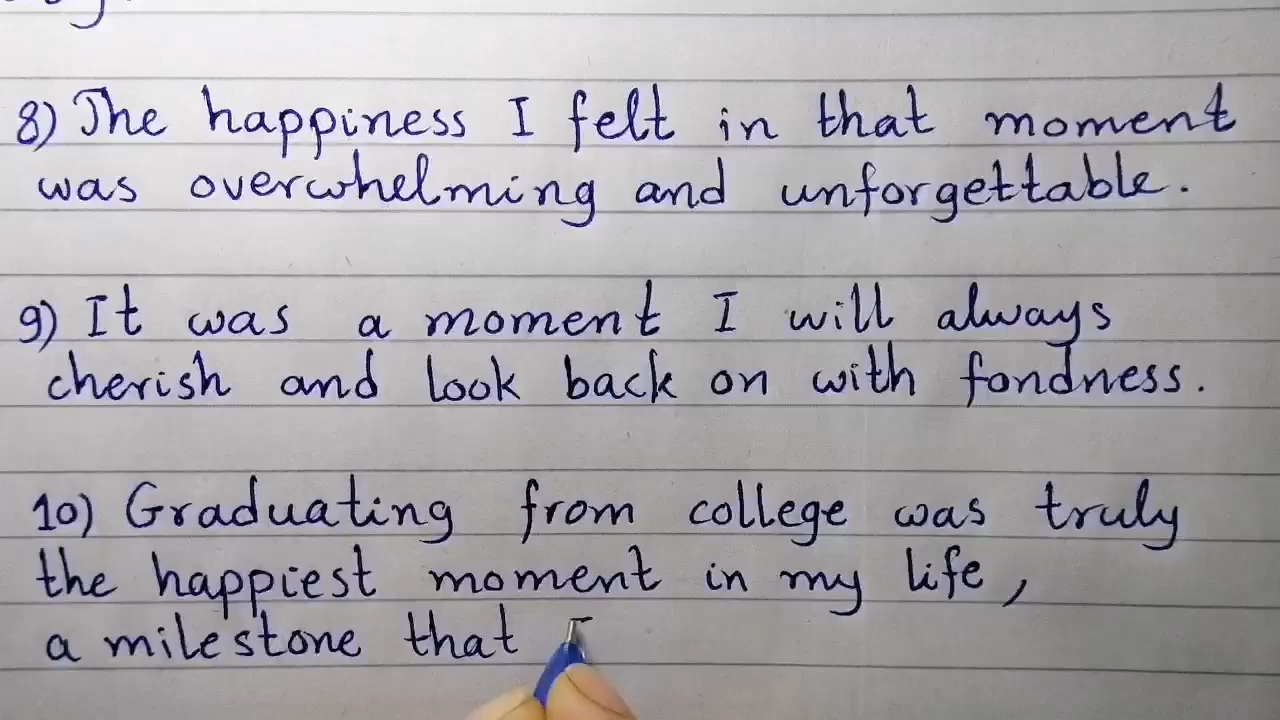 8) The happiness I felt in that moment
was overwhelming and unforgettable.
9) It was a moment I will always
cherish and look back on with fondness.
10) Graduating from college was truly
the happiest moment in my life,
a milestone that